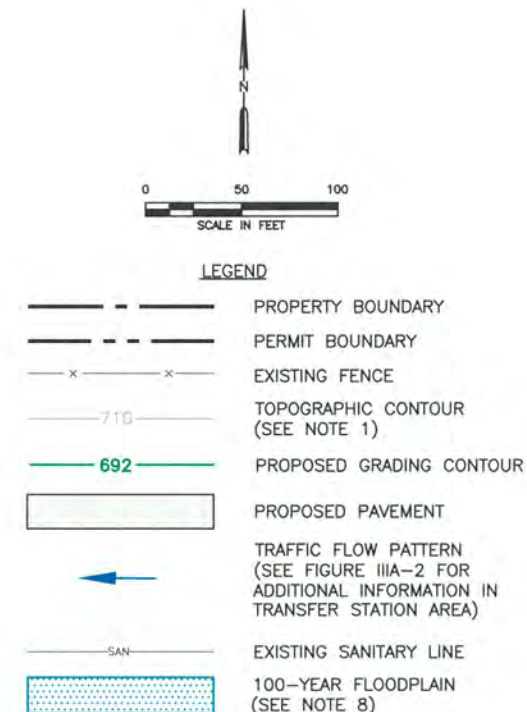 N
0 50 100
SCALE IN FEET
LEGEND
PROPERTY BOUNDARY
PERMIT BOUNDARY
x x EXISTING FENCE
710 TOPOGRAPHIC CONTOUR
(SEE NOTE 1)
692 PROPOSED GRADING CONTOUR
PROPOSED PAVEMENT
TRAFFIC FLOW PATTERN
(SEE FIGURE IIIA-2 FOR
ADDITIONAL INFORMATION IN
TRANSFER STATION AREA)
SAN EXISTING SANITARY LINE
100-YEAR FLOODPLAIN
(SEE NOTE 8)